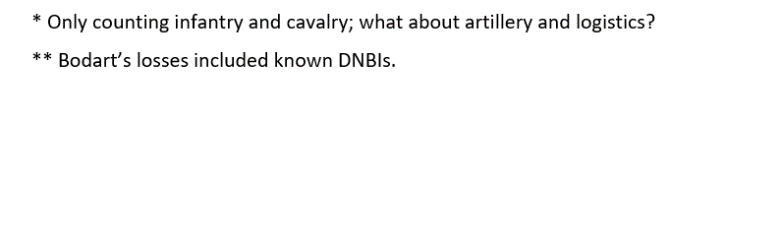 * Only counting infantry and cavalry; what about artillery and logistics?
** Bodart’s losses included known DNBIs.